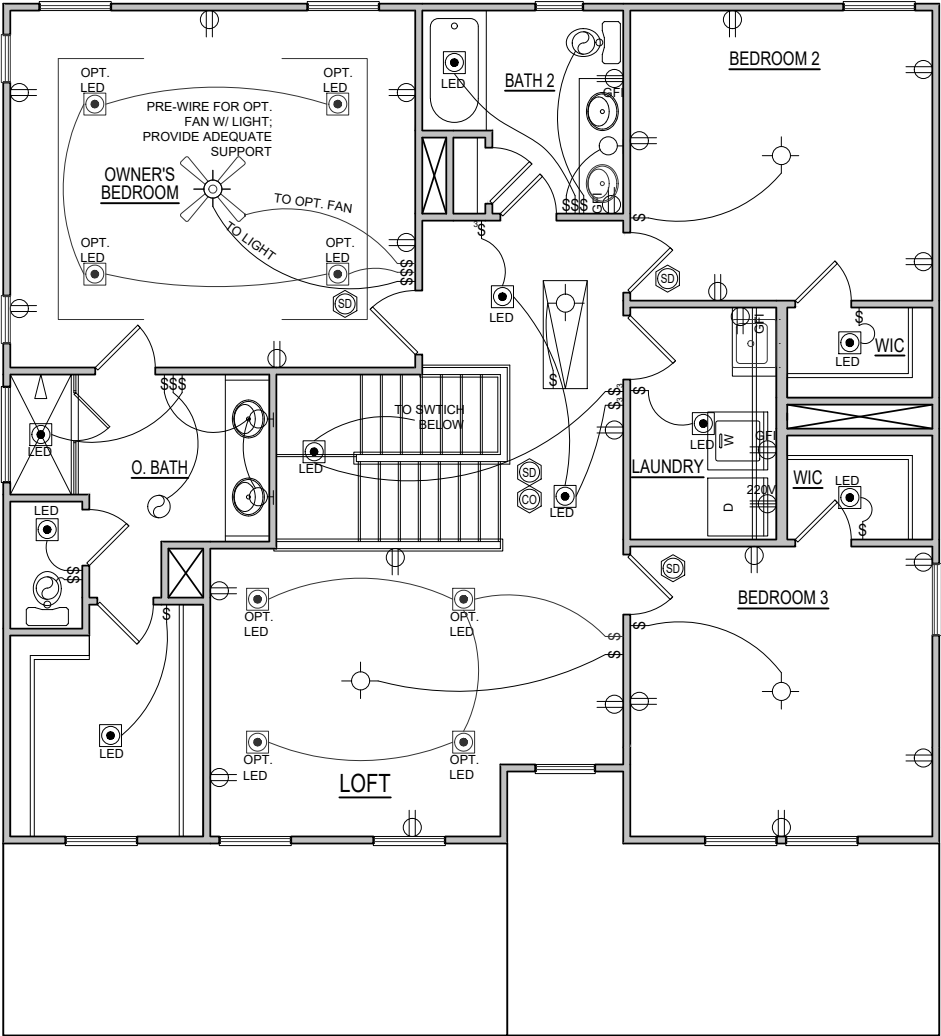 OPT.
LED
OPT.
LED
PRE-WIRE FOR OPT.
FAN W/ LIGHT;
PROVIDE ADEQUATE
SUPPORT
OWNER'S
BEDROOM
TO OPT. FAN
TO LIGHT
OPT.
LED
OPT.
LED
SD
LED
BATH 2
GFI
GFI
$$$
BEDROOM 2
$
SD
3$
LED
$
$
$
$
LED
WIC
GFI
$
LED
W
GFI
LAUNDRY
220V
D
WIC
LED
$
$$$
LED
O. BATH
TO SWTICH
BELOW
LED
$3
$3
SD
CO
LED
LED
$
$
$
LED
OPT.
LED
OPT.
LED
$
$
OPT.
LED
OPT.
LED
LOFT
SD
BEDROOM 3
$